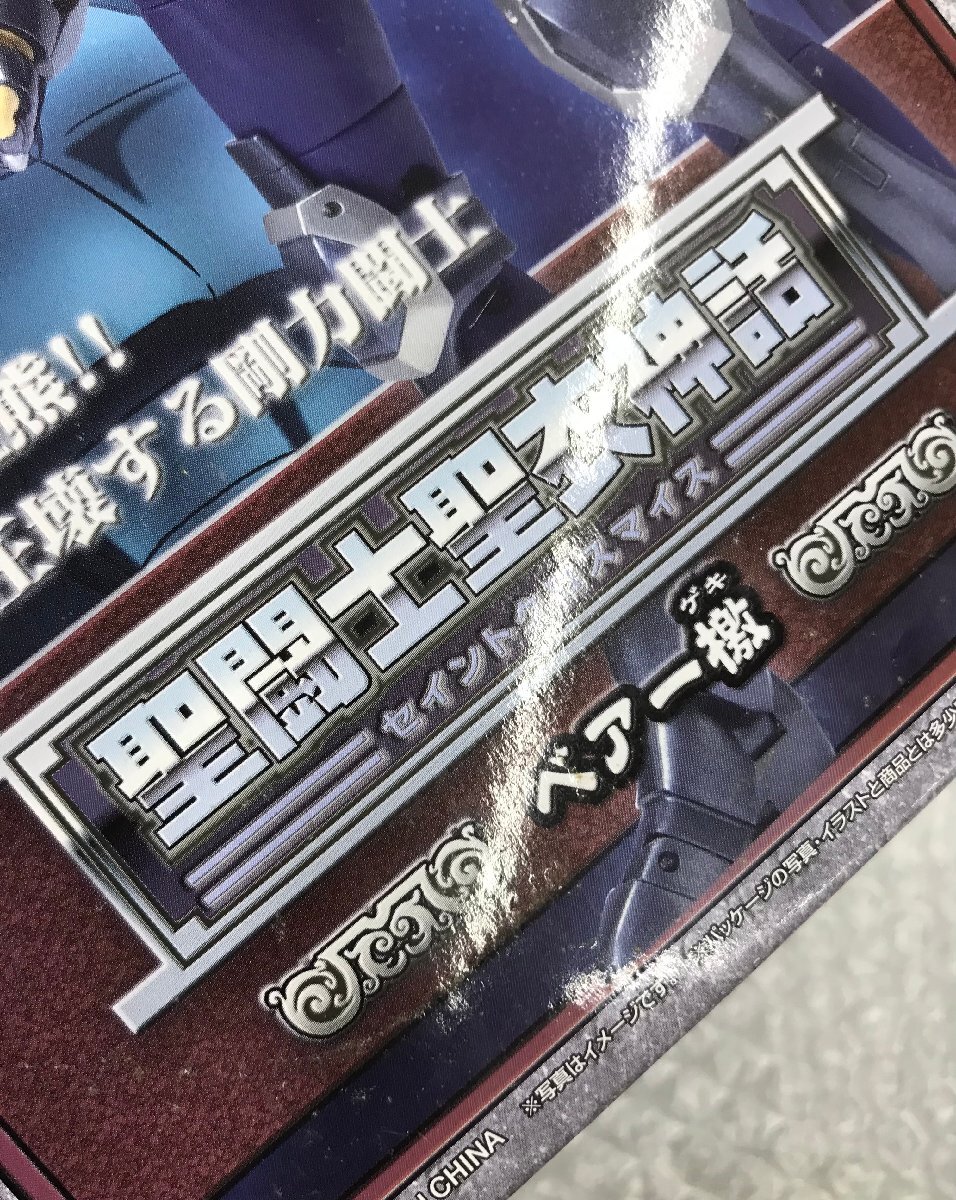 熊!!
壊する剛力闘士
聖闘士聖衣神話
セイントクロスマイス
ゲキ
ベアー檄
※写真はイメージです。※パッケージの写真・イラストと商品とは多少
CHINA